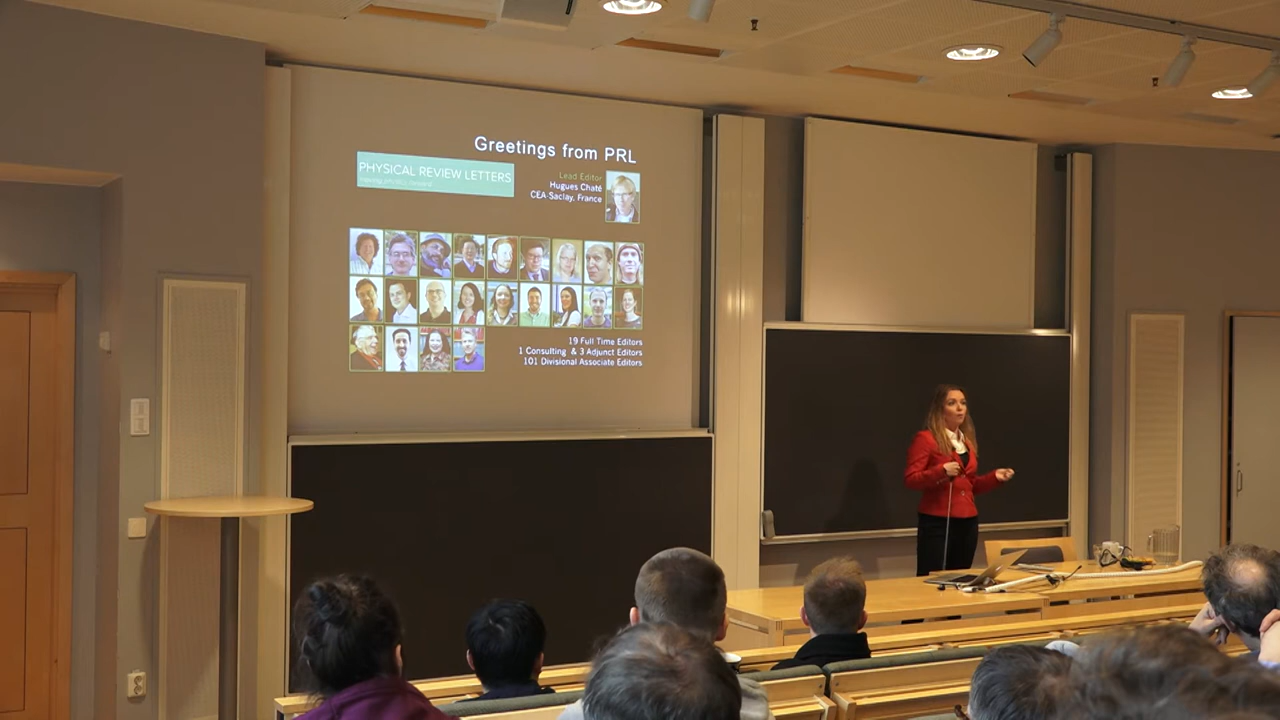 Greetings from PRL
PHYSICAL REVIEW LETTERS
Lead Editor
Hugues Chaté
CEA-Saclay, France
19 Full Time Editors
1 Consulting & 3 Adjunct Editors
101 Divisional Associate Editors